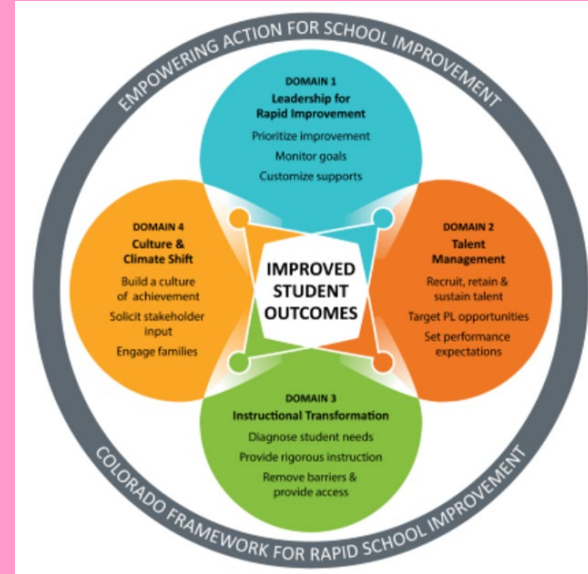 EMPOWERING ACTION FOR SCHOOL IMPROVEMENT
DOMAIN 1
Leadership for
Rapid Improvement
Prioritize improvement
Monitor goals
Customize supports
DOMAIN 4
Culture &
Climate Shift
Build a culture
of achievement
Solicit stakeholder
input
Engage families
IMPROVED
STUDENT
OUTCOMES
DOMAIN 2
Talent
Management
Recruit, retain &
sustain talent
Target PL opportunities
Set performance
expectations
DOMAIN 3
Instructional Transformation
Diagnose student needs
Provide rigorous instruction
Remove barriers &
provide access
COLORADO FRAMEWORK FOR RAPID SCHOOL IMPROVEMENT